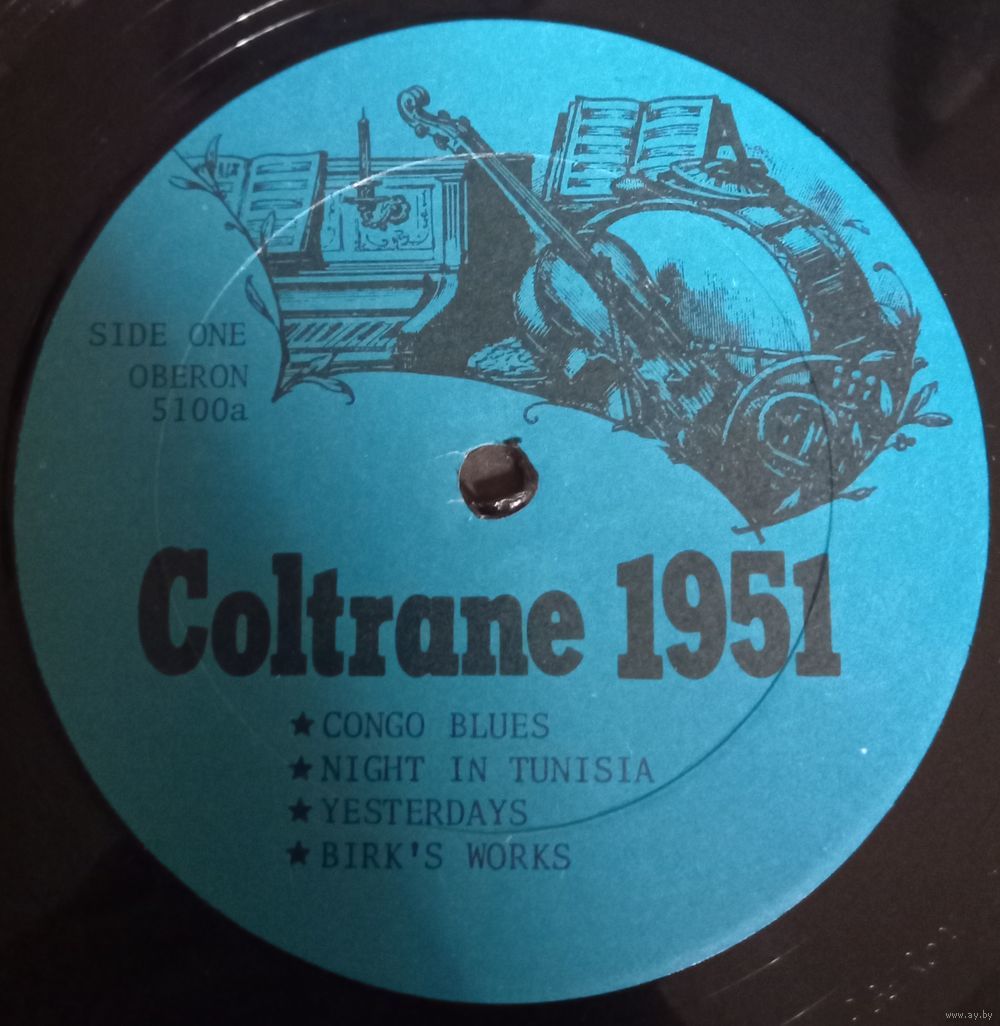 SIDE ONE
OBERON
5100a
Coltrane 1951
★CONGO BLUES
★NIGHT IN TUNISIA
★YESTERDAYS
★BIRK'S WORKS
www.ay.by